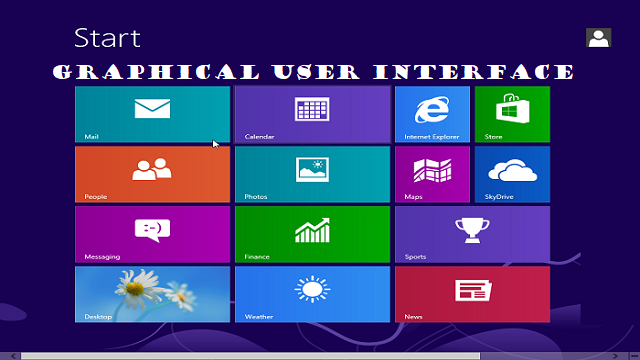 Start
GRAPHICAL USER INTERFACE
Mail
Calendar
Internet Explorer
Store
People
Photos
Maps
SkyDrive
:-)
Messaging
Finance
Sports
Desktop
Weather
News